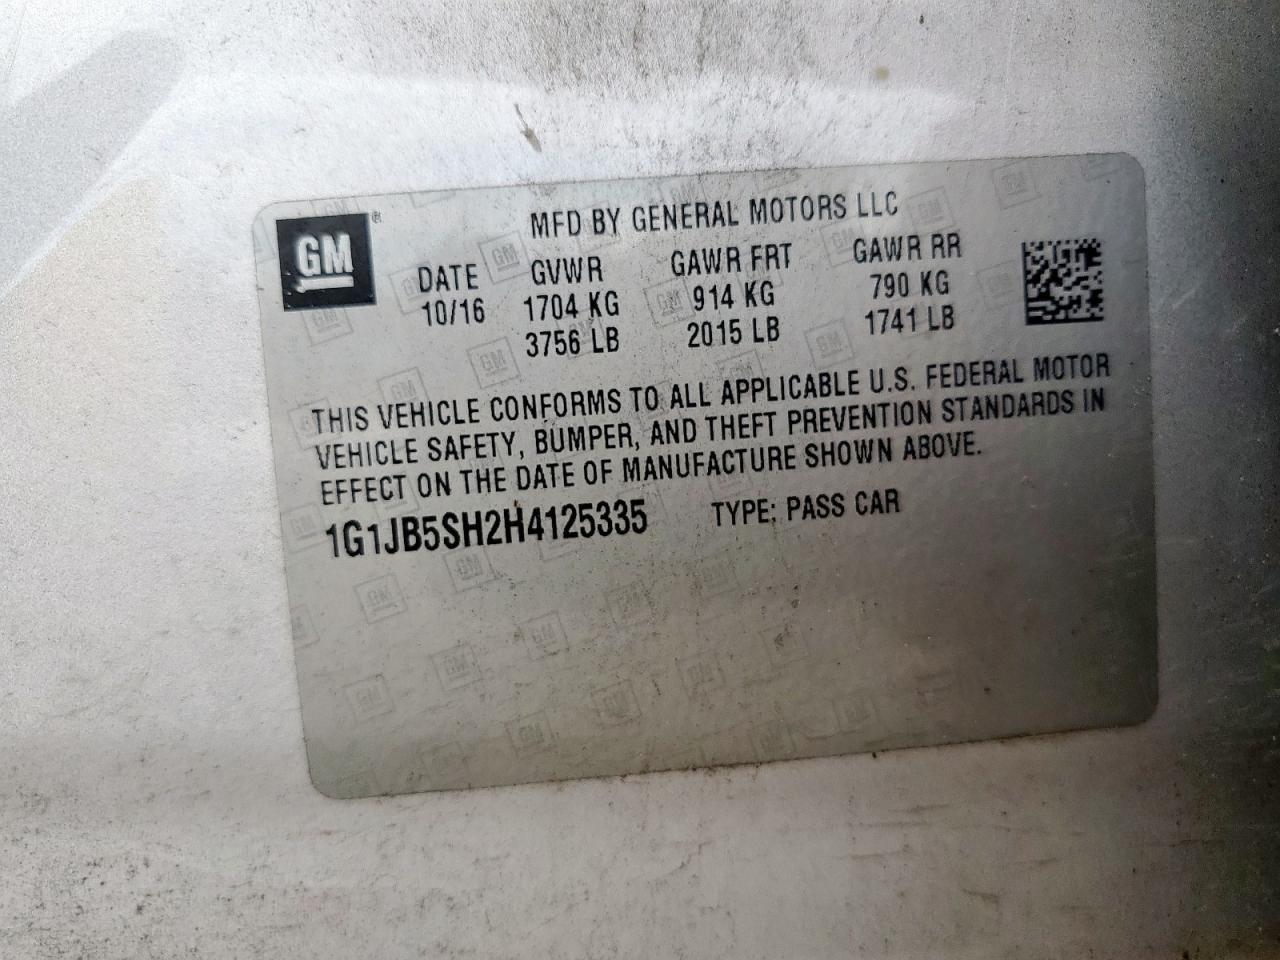 GM®
MFD BY GENERAL MOTORS LLC
DATE GVWR GAWR FRT GAWR RR
10/16 1704 KG 914 KG 790 KG
3756 LB 2015 LB 1741 LB
THIS VEHICLE CONFORMS TO ALL APPLICABLE U.S. FEDERAL MOTOR
VEHICLE SAFETY, BUMPER, AND THEFT PREVENTION STANDARDS IN
EFFECT ON THE DATE OF MANUFACTURE SHOWN ABOVE.
1G1JB5SH2H4125335 TYPE: PASS CAR